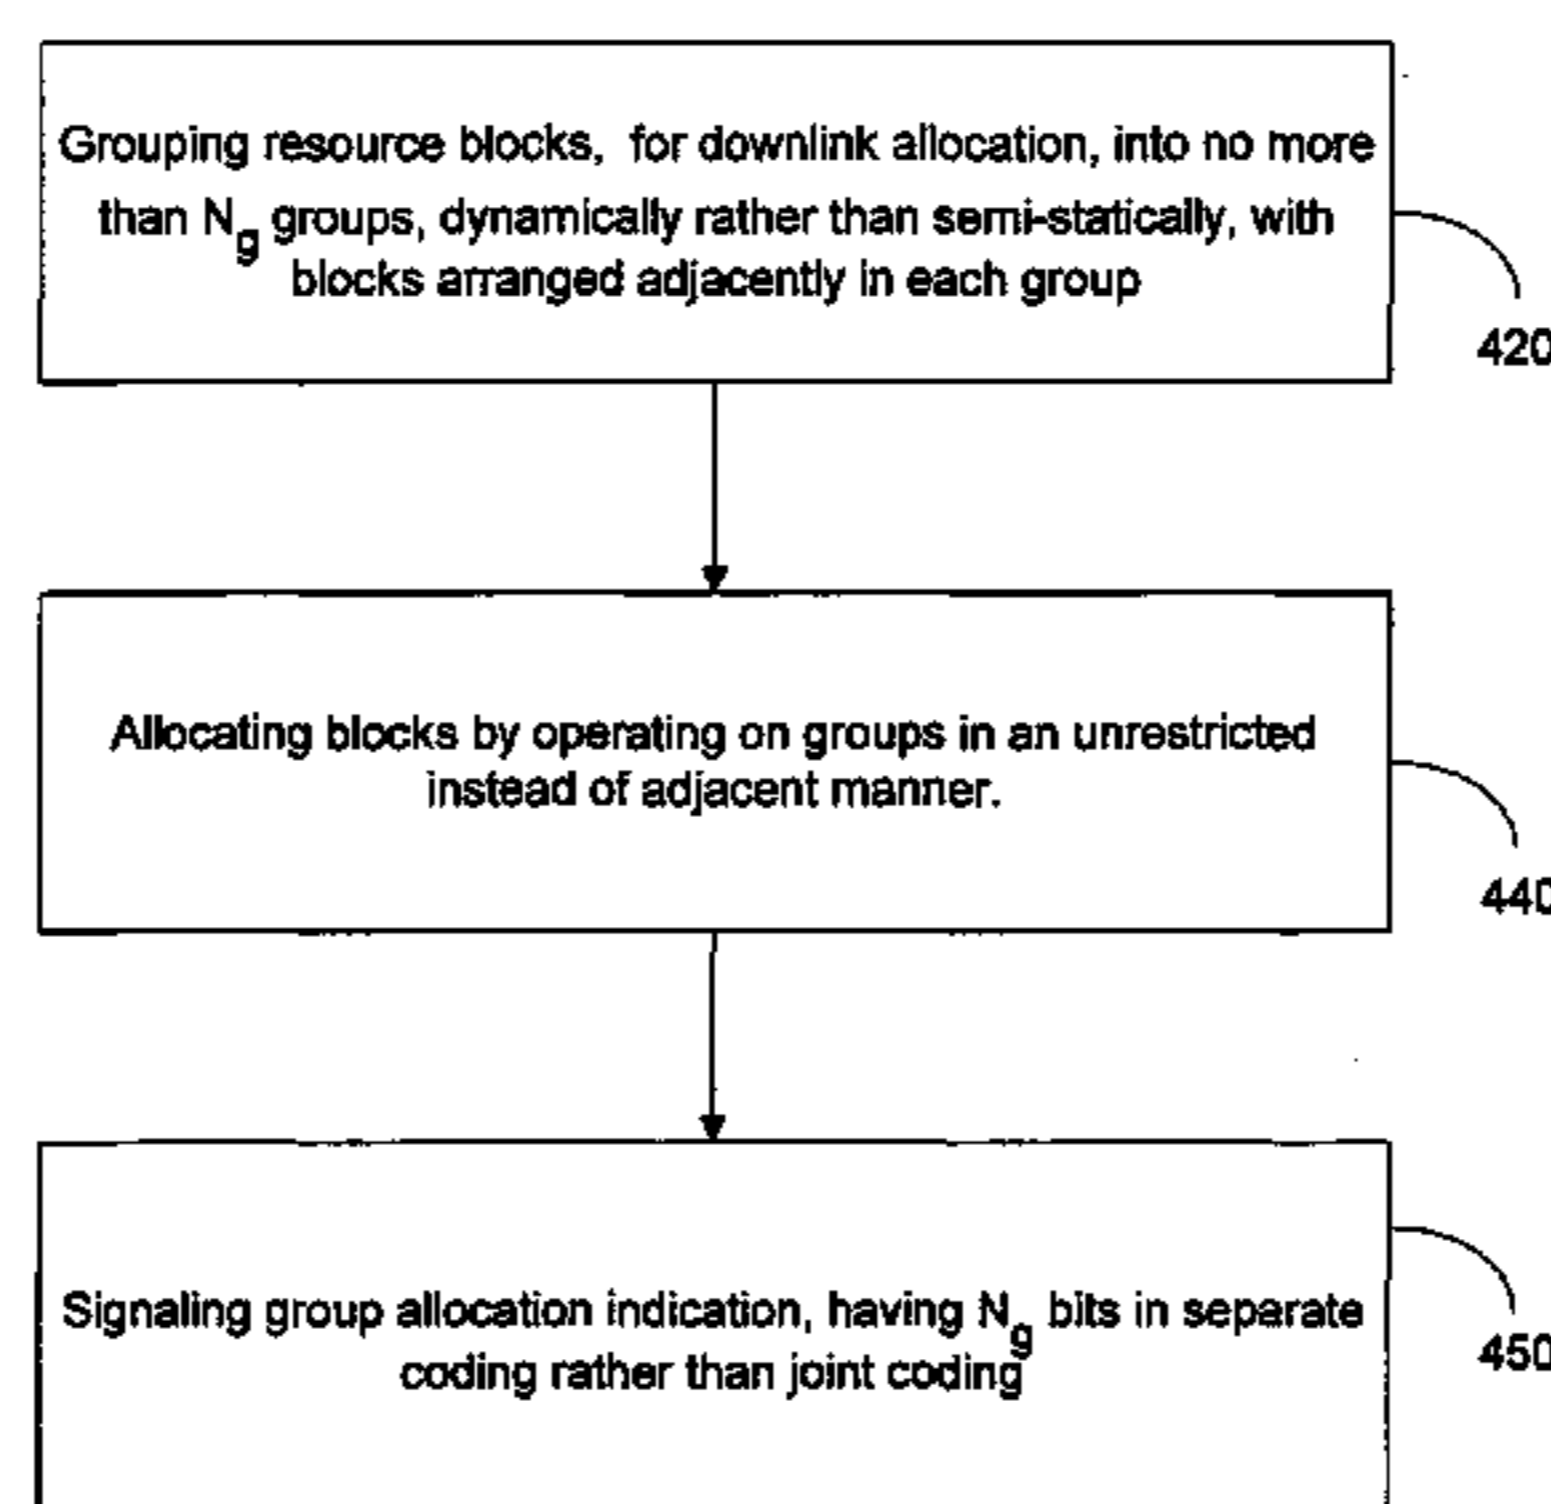 Grouping resource blocks, for downlink allocation, into no more
than Ng groups, dynamically rather than semi-statically, with
blocks arranged adjacently in each group
420
Allocating blocks by operating on groups in an unrestricted
instead of adjacent manner.
440
Signaling group allocation indication, having Ng bits in separate
coding rather than joint coding
450